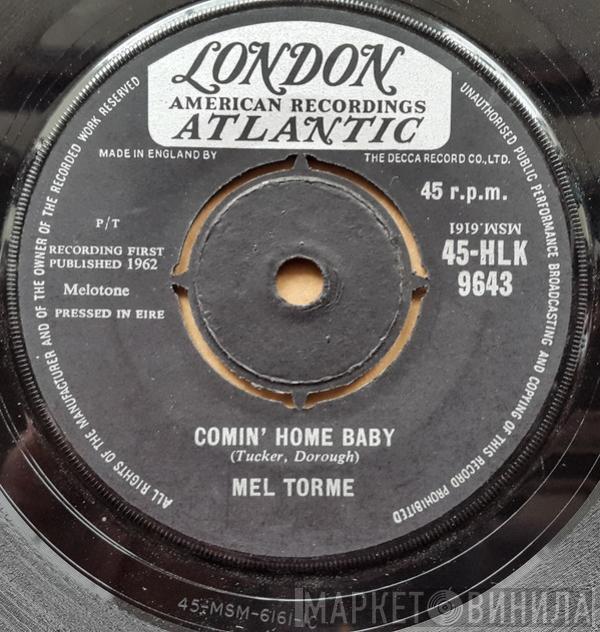 LONDON
AMERICAN RECORDINGS
ATLANTIC
MADE IN ENGLAND BY
THE DECCA RECORD CO., LTD.
ALL RIGHTS OF THE MANUFACTURER AND OF THE OWNER OF THE RECORDED WORK RESERVED
UNAUTHORISED PUBLIC PERFORMANCE BROADCASTING AND COPYING OF THIS RECORD PROHIBITED
45 r.p.m.
P/T
MSM.6161
RECORDING FIRST
PUBLISHED 1962
45-HLK
9643
Melotone
PRESSED IN EIRE
COMIN' HOME BABY
(Tucker, Dorough)
MEL TORME
45-MSM-6161-
МАРКЕТ ВИНИЛА